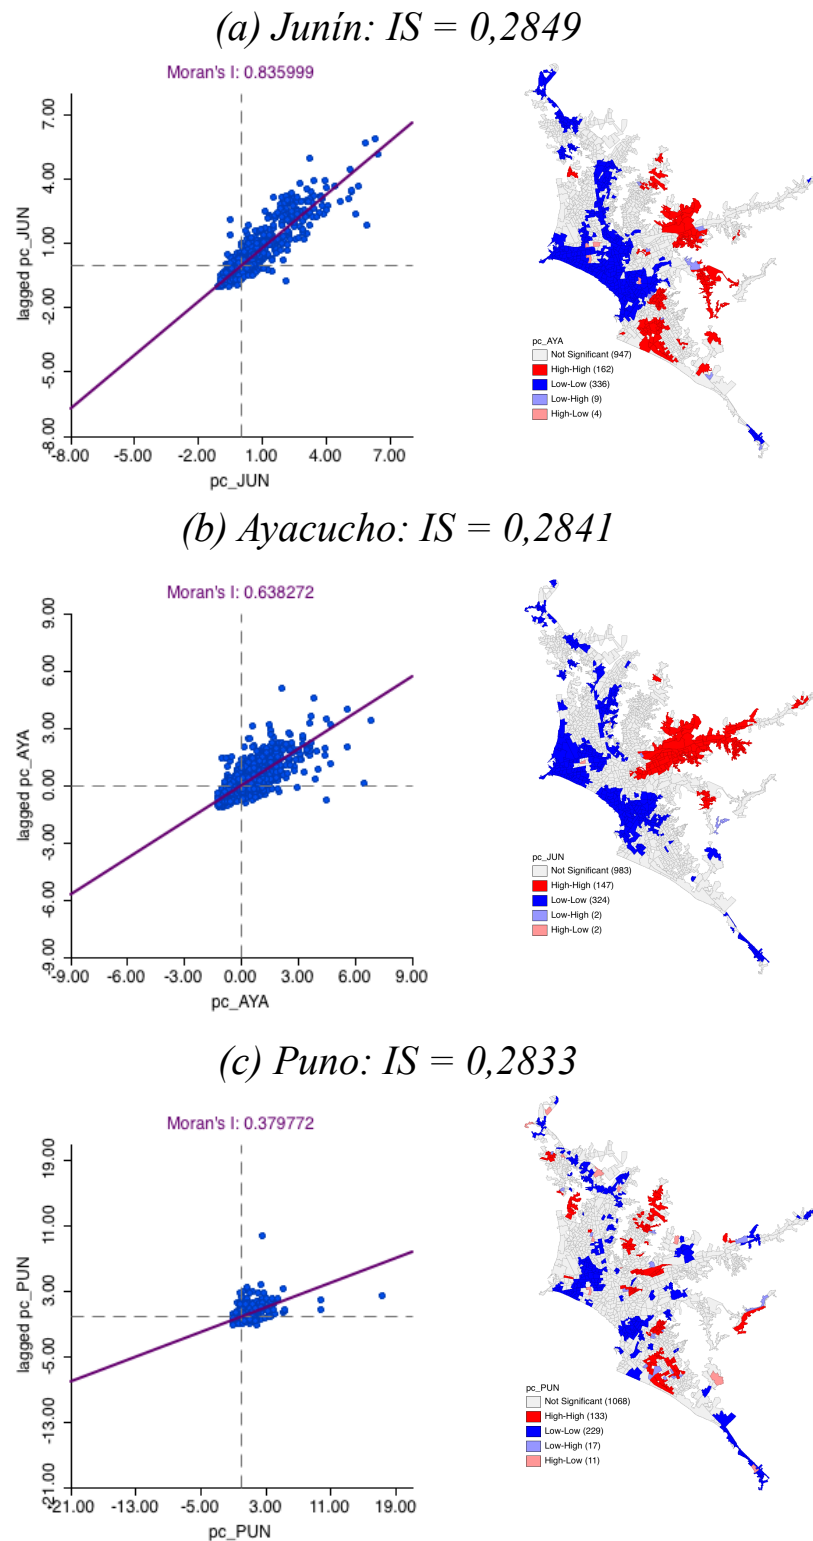 (a) Junín: IS = 0,2849
Moran's I: 0.835999
lagged pc_JUN
7.00
4.00
1.00
-2.00
-5.00
-8.00
-8.00 -5.00 -2.00 1.00 4.00 7.00
pc_JUN
pc_AYA
Not Significant (947)
High-High (162)
Low-Low (336)
Low-High (9)
High-Low (4)
(b) Ayacucho: IS = 0,2841
Moran's I: 0.638272
lagged pc_AYA
9.00
6.00
3.00
0.00
-3.00
-6.00
-9.00
-9.00 -6.00 -3.00 0.00 3.00 6.00 9.00
pc_AYA
pc_JUN
Not Significant (983)
High-High (147)
Low-Low (324)
Low-High (2)
High-Low (2)
(c) Puno: IS = 0,2833
Moran's I: 0.379772
lagged pc_PUN
19.00
11.00
3.00
-5.00
-13.00
-21.00
-21.00 -13.00 -5.00 3.00 11.00 19.00
pc_PUN
pc_PUN
Not Significant (1068)
High-High (133)
Low-Low (229)
Low-High (17)
High-Low (11)